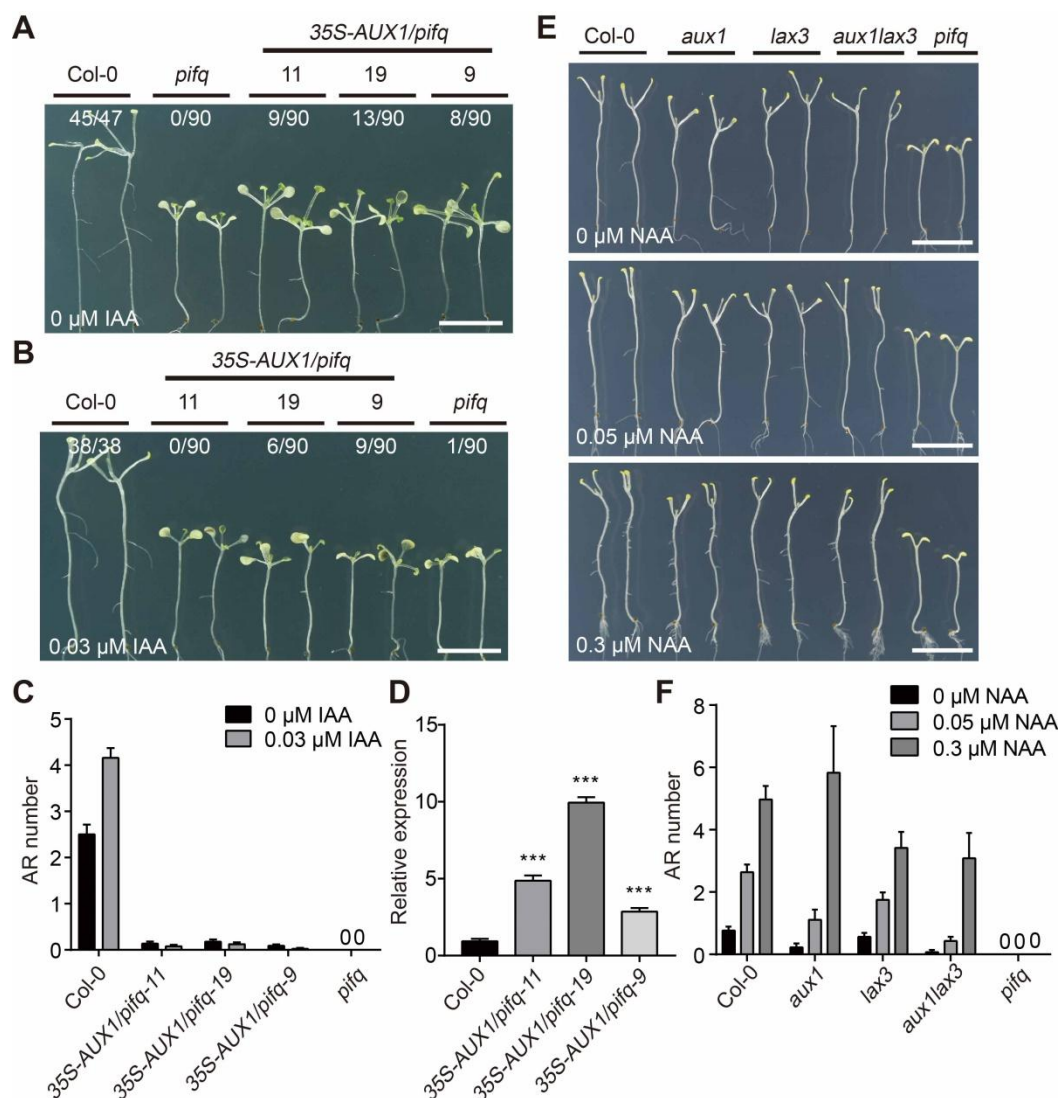 A
35S-AUX1/pifq
Col-0 pifq 11 19 9
45/47 0/90 9/90 13/90 8/90
0 µM IAA
B
35S-AUX1/pifq
Col-0 11 19 9 pifq
38/38 0/90 6/90 9/90 1/90
0.03 µM IAA
E
Col-0 aux1 lax3 aux1lax3 pifq
0 µM NAA
0.05 µM NAA
0.3 µM NAA
C
0 µM IAA
0.03 µM IAA
AR number
5
4
3
2
1
0
00
Col-0
35S-AUX1/pifq-11
35S-AUX1/pifq-19
35S-AUX1/pifq-9
pifq
D
Relative expression
15
10
5
0
***
***
***
Col-0
35S-AUX1/pifq-11
35S-AUX1/pifq-19
35S-AUX1/pifq-9
F
0 µM NAA
0.05 µM NAA
0.3 µM NAA
AR number
8
6
4
2
0
000
Col-0
aux1
lax3
aux1lax3
pifq